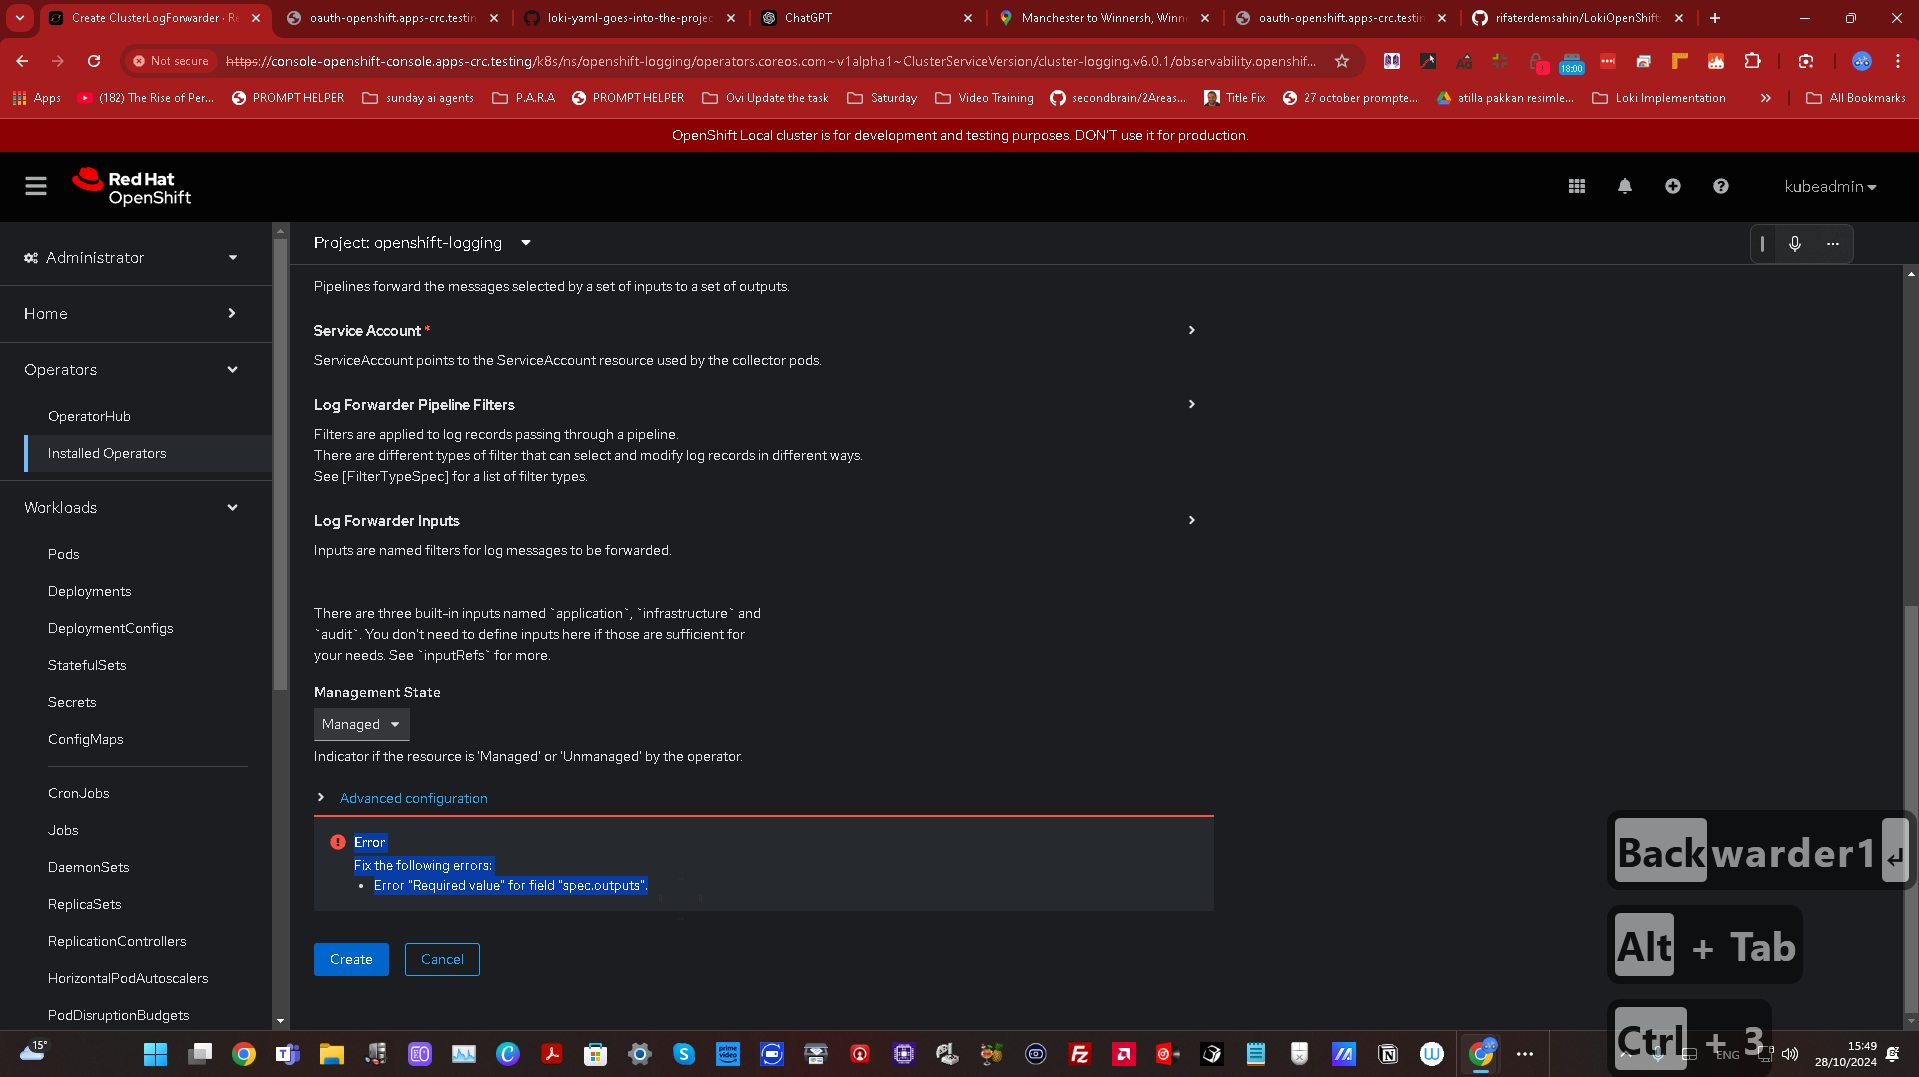 Create ClusterLogForwarder · Re
oauth-openshift.apps-crc.testin
loki-yaml-goes-into-the-projec
ChatGPT
Manchester to Winnersh, Winne
oauth-openshift.apps-crc.testin
rifaterdemsahin/LokiOpenShift:
Not secure
https://console-openshift-console.apps-crc.testing/k8s/ns/openshift-logging/operators.coreos.com~v1alpha1~ClusterServiceVersion/cluster-logging.v6.0.1/observability.openshif...
18:00
Apps
(182) The Rise of Per...
PROMPT HELPER
sunday ai agents
P.A.R.A
PROMPT HELPER
Ovi Update the task
Saturday
Video Training
secondbrain/2Areas...
Title Fix
27 october prompte...
atilla pakkan resimle...
Loki Implementation
All Bookmarks
OpenShift Local cluster is for development and testing purposes. DON'T use it for production.
Red Hat
OpenShift
kubeadmin
Administrator
Home
Operators
OperatorHub
Installed Operators
Workloads
Pods
Deployments
DeploymentConfigs
StatefulSets
Secrets
ConfigMaps
CronJobs
Jobs
DaemonSets
ReplicaSets
ReplicationControllers
HorizontalPodAutoscalers
PodDisruptionBudgets
Project: openshift-logging
Pipelines forward the messages selected by a set of inputs to a set of outputs.
Service Account *
ServiceAccount points to the ServiceAccount resource used by the collector pods.
Log Forwarder Pipeline Filters
Filters are applied to log records passing through a pipeline.
There are different types of filter that can select and modify log records in different ways.
See [FilterTypeSpec] for a list of filter types.
Log Forwarder Inputs
Inputs are named filters for log messages to be forwarded.
There are three built-in inputs named `application`, `infrastructure` and
`audit`. You don't need to define inputs here if those are sufficient for
your needs. See `inputRefs` for more.
Management State
Managed
Indicator if the resource is 'Managed' or 'Unmanaged' by the operator.
Advanced configuration
Error
Fix the following errors:
• Error "Required value" for field "spec.outputs".
Create
Cancel
Backwarder1
Alt + Tab
Ctrl + 3
15°
prime video
ENG
15:49
28/10/2024